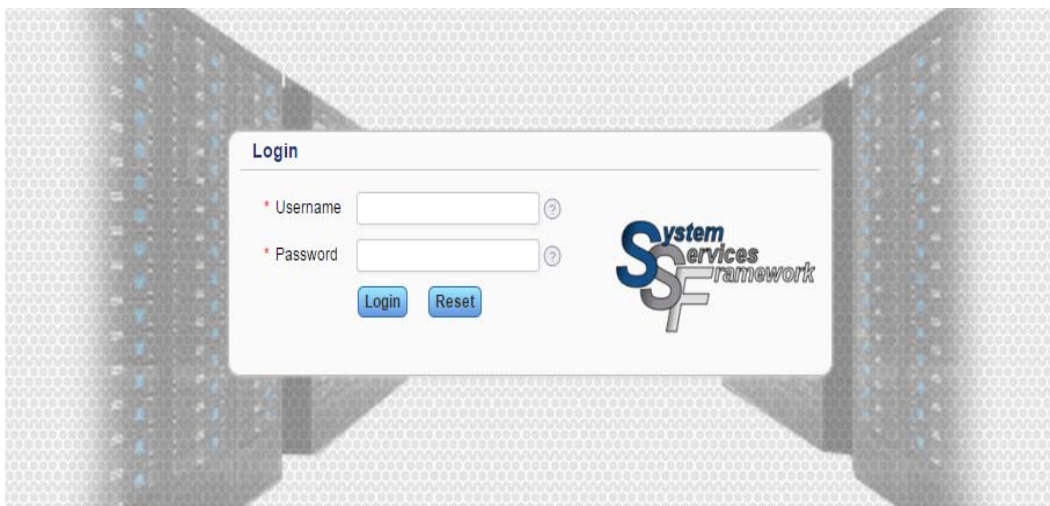 Login
* Username ?
* Password ?
Login Reset
System
Services
Framework